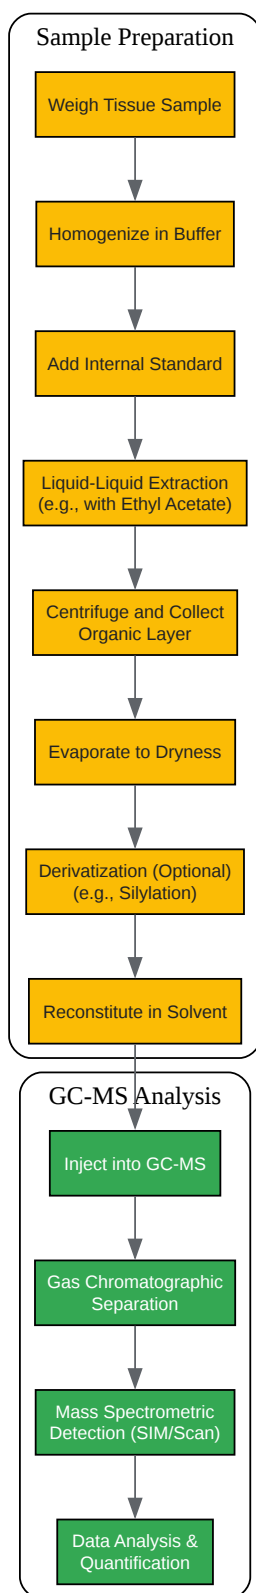 Sample Preparation
Weigh Tissue Sample
Homogenize in Buffer
Add Internal Standard
Liquid-Liquid Extraction
(e.g., with Ethyl Acetate)
Centrifuge and Collect
Organic Layer
Evaporate to Dryness
Derivatization (Optional)
(e.g., Silylation)
Reconstitute in Solvent
GC-MS Analysis
Inject into GC-MS
Gas Chromatographic
Separation
Mass Spectrometric
Detection (SIM/Scan)
Data Analysis &
Quantification